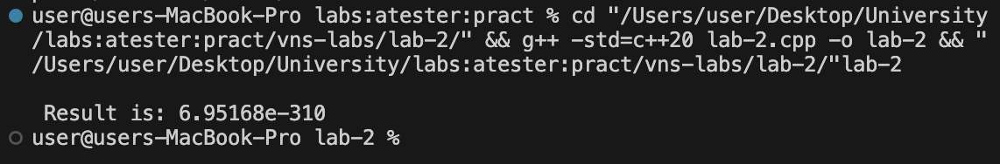 user@users-MacBook-Pro labs:atester:pract % cd "/Users/user/Desktop/University
/labs:atester:pract/vns-labs/lab-2/" && g++ -std=c++20 lab-2.cpp -o lab-2 && "
/Users/user/Desktop/University/labs:atester:pract/vns-labs/lab-2/"lab-2
Result is: 6.95168e-310
user@users-MacBook-Pro lab-2 %